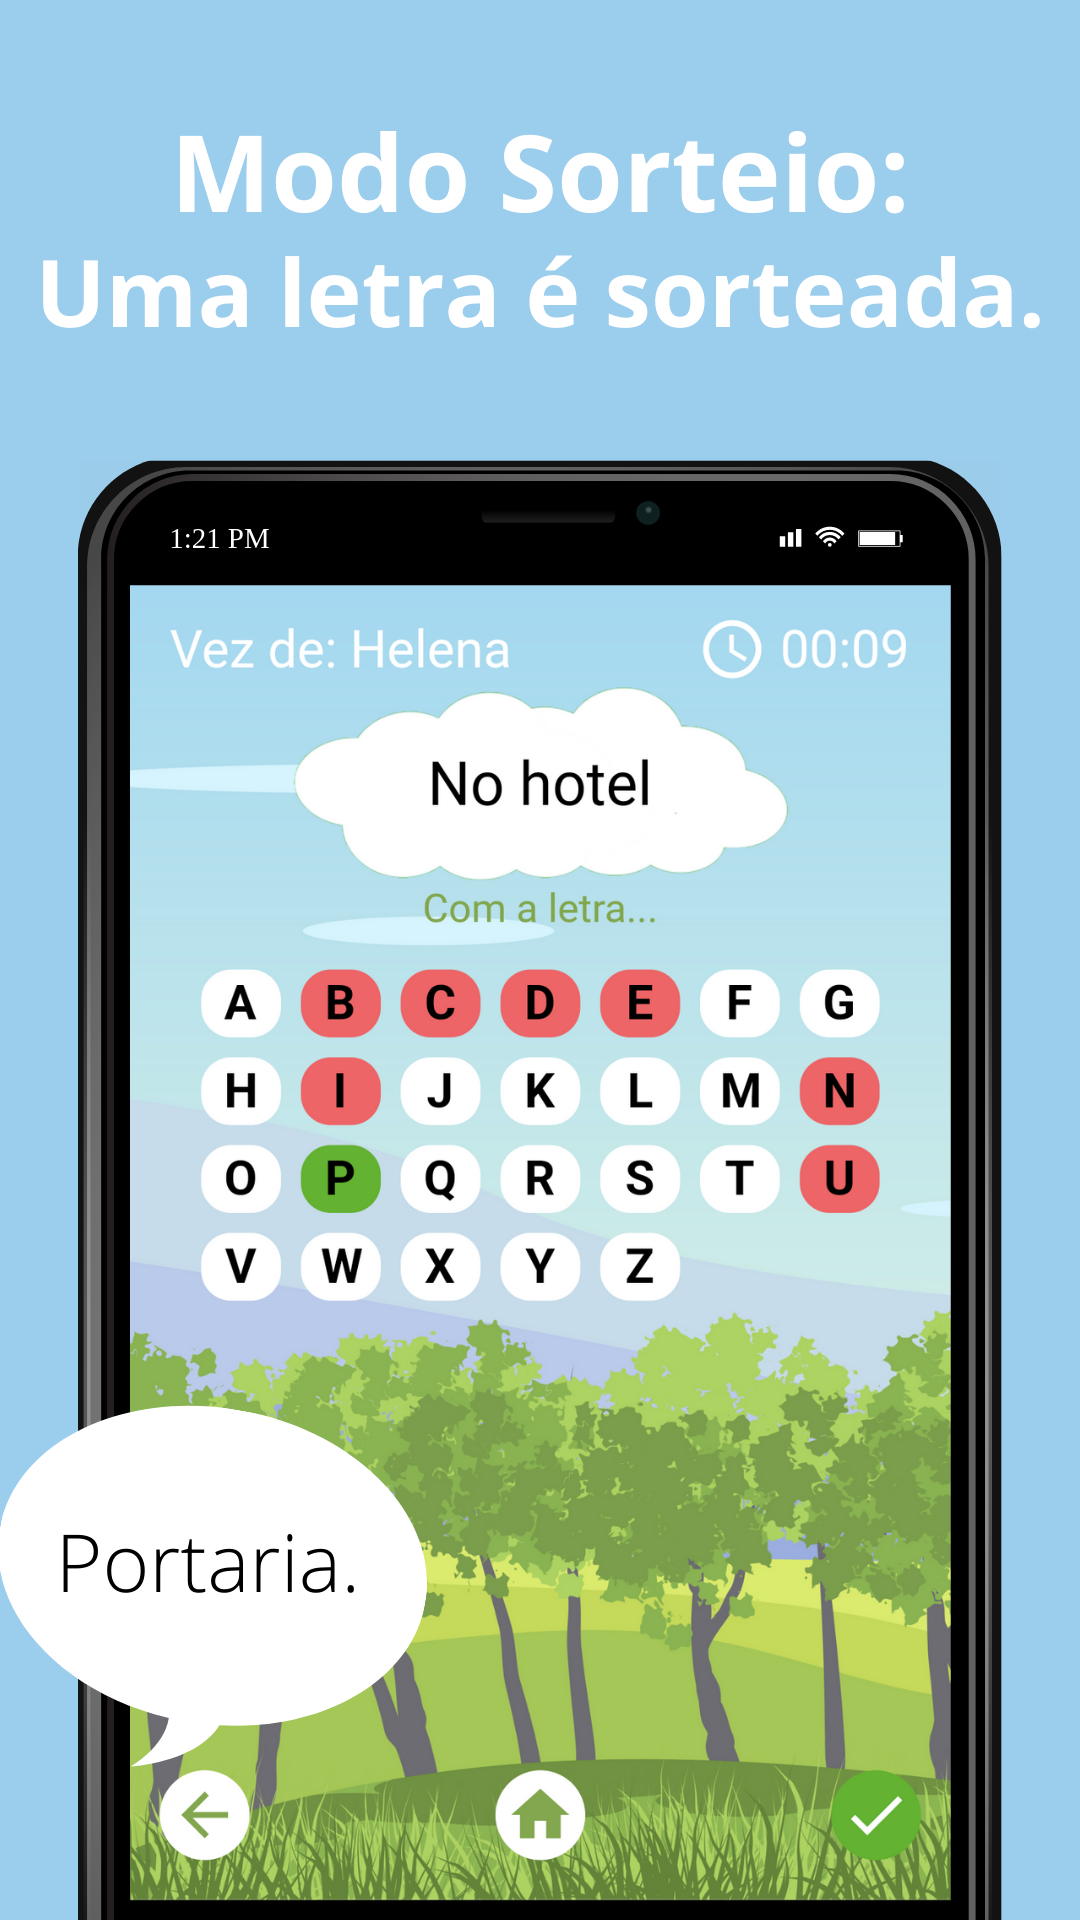 Modo Sorteio:
Uma letra é sorteada.
1:21 PM
Vez de: Helena 00:09
No hotel
Com a letra...
A B C D E F G
H I J K L M N
O P Q R S T U
V W X Y Z
Portaria.